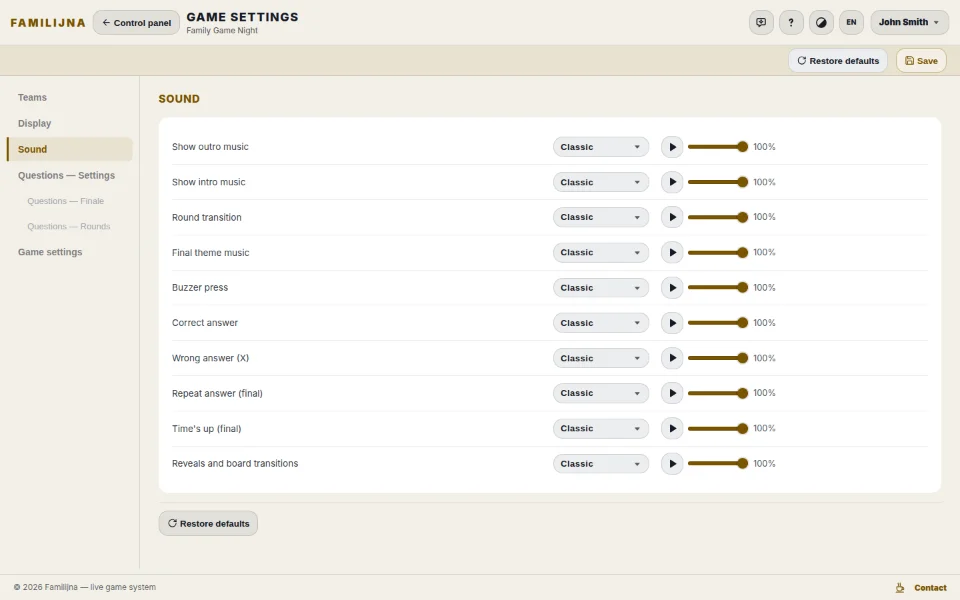 FAMILIJNA
Control panel
GAME SETTINGS
Family Game Night
?
EN
John Smith
Restore defaults
Save
Teams
Display
Sound
Questions — Settings
Questions — Finale
Questions — Rounds
Game settings
SOUND
Show outro music Classic 100%
Show intro music Classic 100%
Round transition Classic 100%
Final theme music Classic 100%
Buzzer press Classic 100%
Correct answer Classic 100%
Wrong answer (X) Classic 100%
Repeat answer (final) Classic 100%
Time's up (final) Classic 100%
Reveals and board transitions Classic 100%
Restore defaults
© 2026 Familijna — live game system
Contact